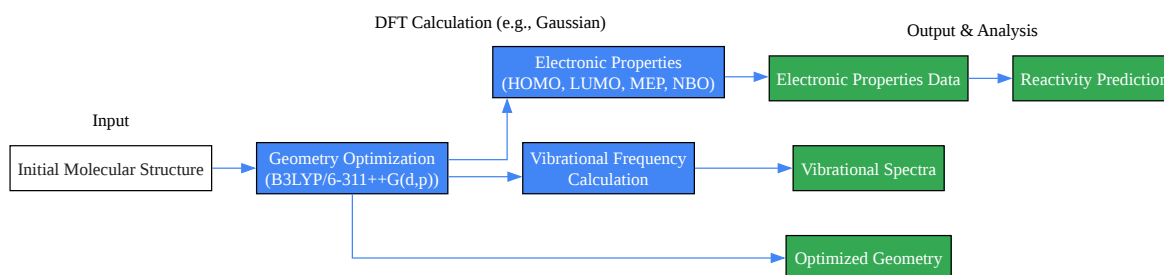 DFT Calculation (e.g., Gaussian)
Output & Analysis
Electronic Properties
(HOMO, LUMO, MEP, NBO)
Electronic Properties Data
Reactivity Prediction
Input
Initial Molecular Structure
Geometry Optimization
(B3LYP/6-311++G(d,p))
Vibrational Frequency
Calculation
Vibrational Spectra
Optimized Geometry